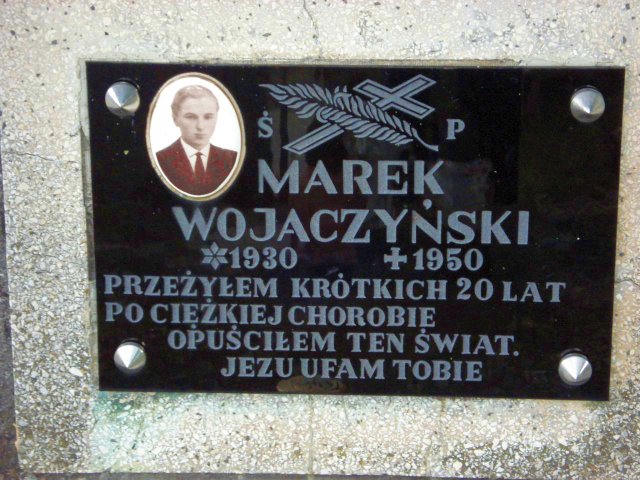 Ś P
MAREK
WOJACZYŃSKI
1930 1950
PRZEŻYŁEM KRÓTKICH 20 LAT
PO CIĘŻKIEJ CHOROBIE
OPUŚCIŁEM TEN ŚWIAT.
JEZU UFAM TOBIE